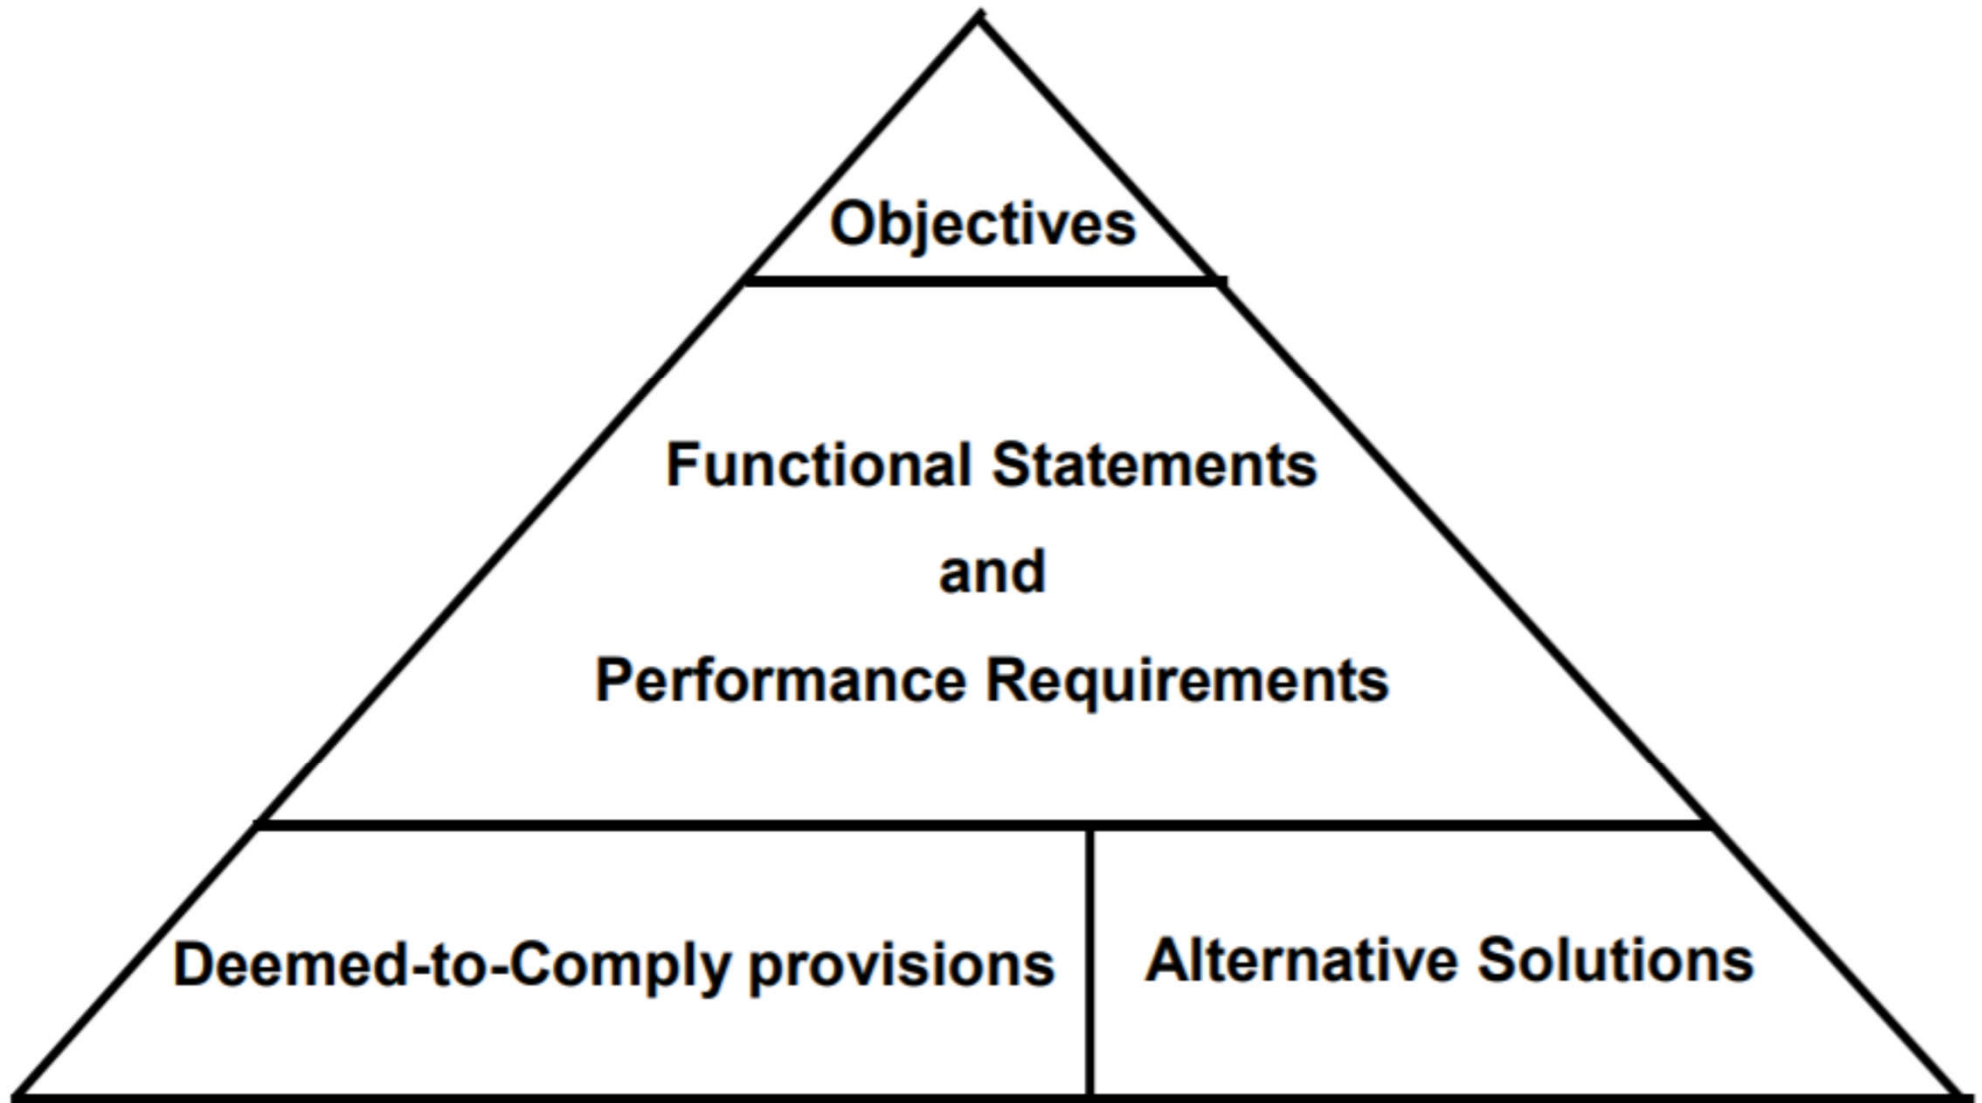 Objectives
Functional Statements
and
Performance Requirements
Deemed-to-Comply provisions
Alternative Solutions